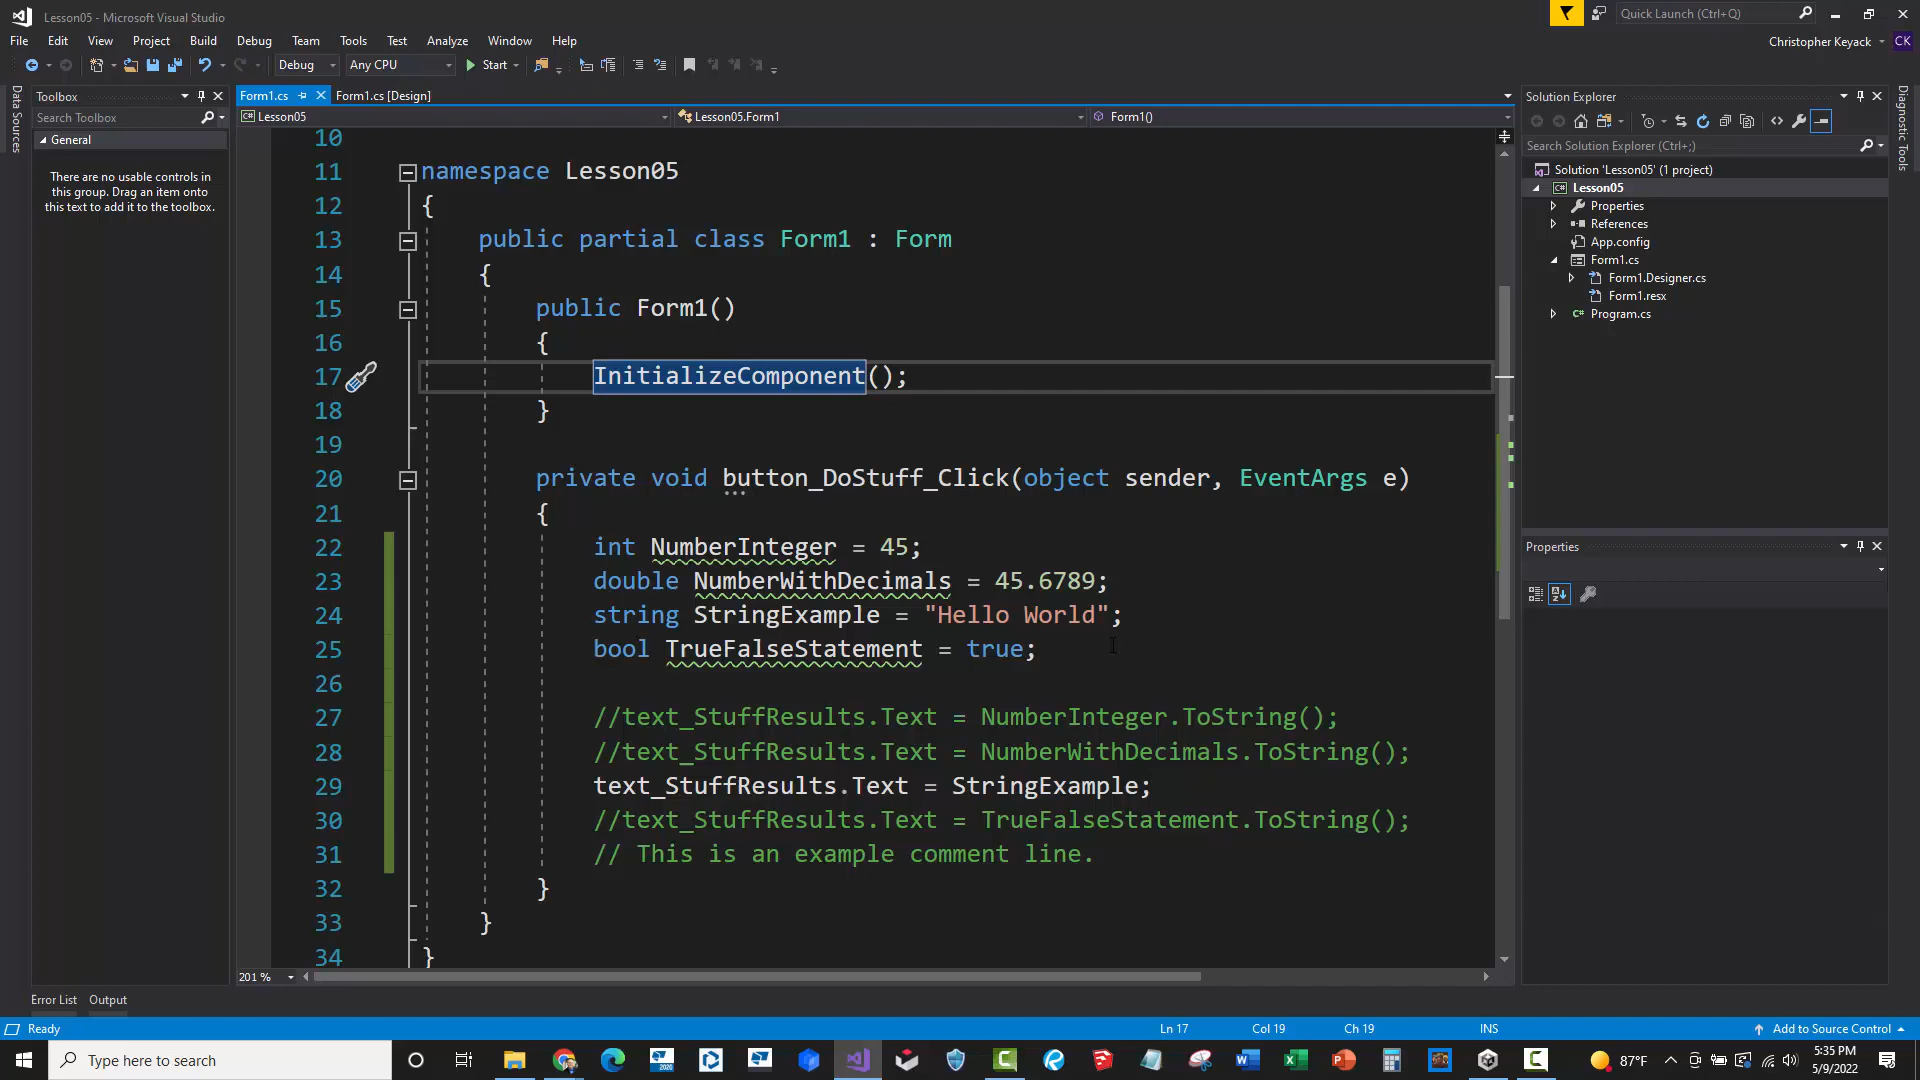 Lesson05 - Microsoft Visual Studio
Quick Launch (Ctrl+Q)
File Edit View Project Build Debug Team Tools Test Analyze Window Help
Christopher Keyack CK
Debug Any CPU Start
Data Sources
Toolbox
Search Toolbox
General
There are no usable controls in
this group. Drag an item onto
this text to add it to the toolbox.
Form1.cs Form1.cs [Design]
Lesson05 Lesson05.Form1 Form1()
10
11 namespace Lesson05
12 {
13 public partial class Form1 : Form
14 {
15 public Form1()
16 {
17 InitializeComponent();
18 }
19
20 private void button_DoStuff_Click(object sender, EventArgs e)
21 {
22 int NumberInteger = 45;
23 double NumberWithDecimals = 45.6789;
24 string StringExample = "Hello World";
25 bool TrueFalseStatement = true;
26
27 //text_StuffResults.Text = NumberInteger.ToString();
28 //text_StuffResults.Text = NumberWithDecimals.ToString();
29 text_StuffResults.Text = StringExample;
30 //text_StuffResults.Text = TrueFalseStatement.ToString();
31 // This is an example comment line.
32 }
33 }
34 }
201 %
Solution Explorer
Search Solution Explorer (Ctrl+;)
Solution 'Lesson05' (1 project)
Lesson05
Properties
References
App.config
Form1.cs
Form1.Designer.cs
Form1.resx
Program.cs
Properties
Diagnostic Tools
Error List Output
Ready Ln 17 Col 19 Ch 19 INS Add to Source Control
Type here to search
2020
87°F
5:35 PM
5/9/2022